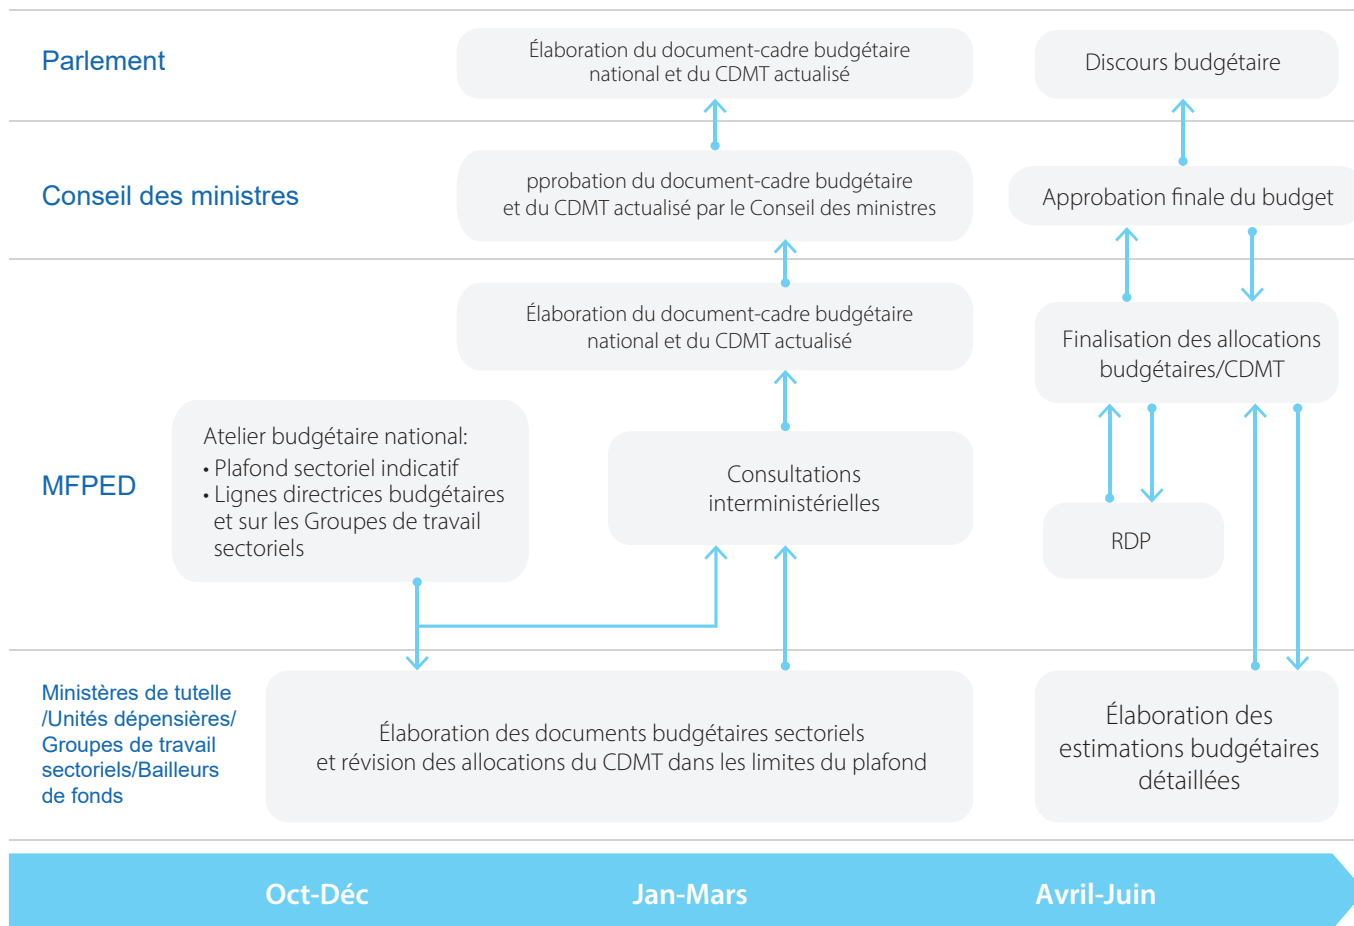 Parlement
Élaboration du document-cadre budgétaire
national et du CDMT actualisé
Discours budgétaire
Conseil des ministres
pprobation du document-cadre budgétaire
et du CDMT actualisé par le Conseil des ministres
Approbation finale du budget
MFPED
Élaboration du document-cadre budgétaire
national et du CDMT actualisé
Finalisation des allocations
budgétaires/CDMT
Atelier budgétaire national:
• Plafond sectoriel indicatif
• Lignes directrices budgétaires
et sur les Groupes de travail
sectoriels
Consultations
interministérielles
RDP
Ministères de tutelle
/Unités dépensières/
Groupes de travail
sectoriels/Bailleurs
de fonds
Élaboration des documents budgétaires sectoriels
et révision des allocations du CDMT dans les limites du plafond
Élaboration des
estimations budgétaires
détaillées
Oct-Déc
Jan-Mars
Avril-Juin